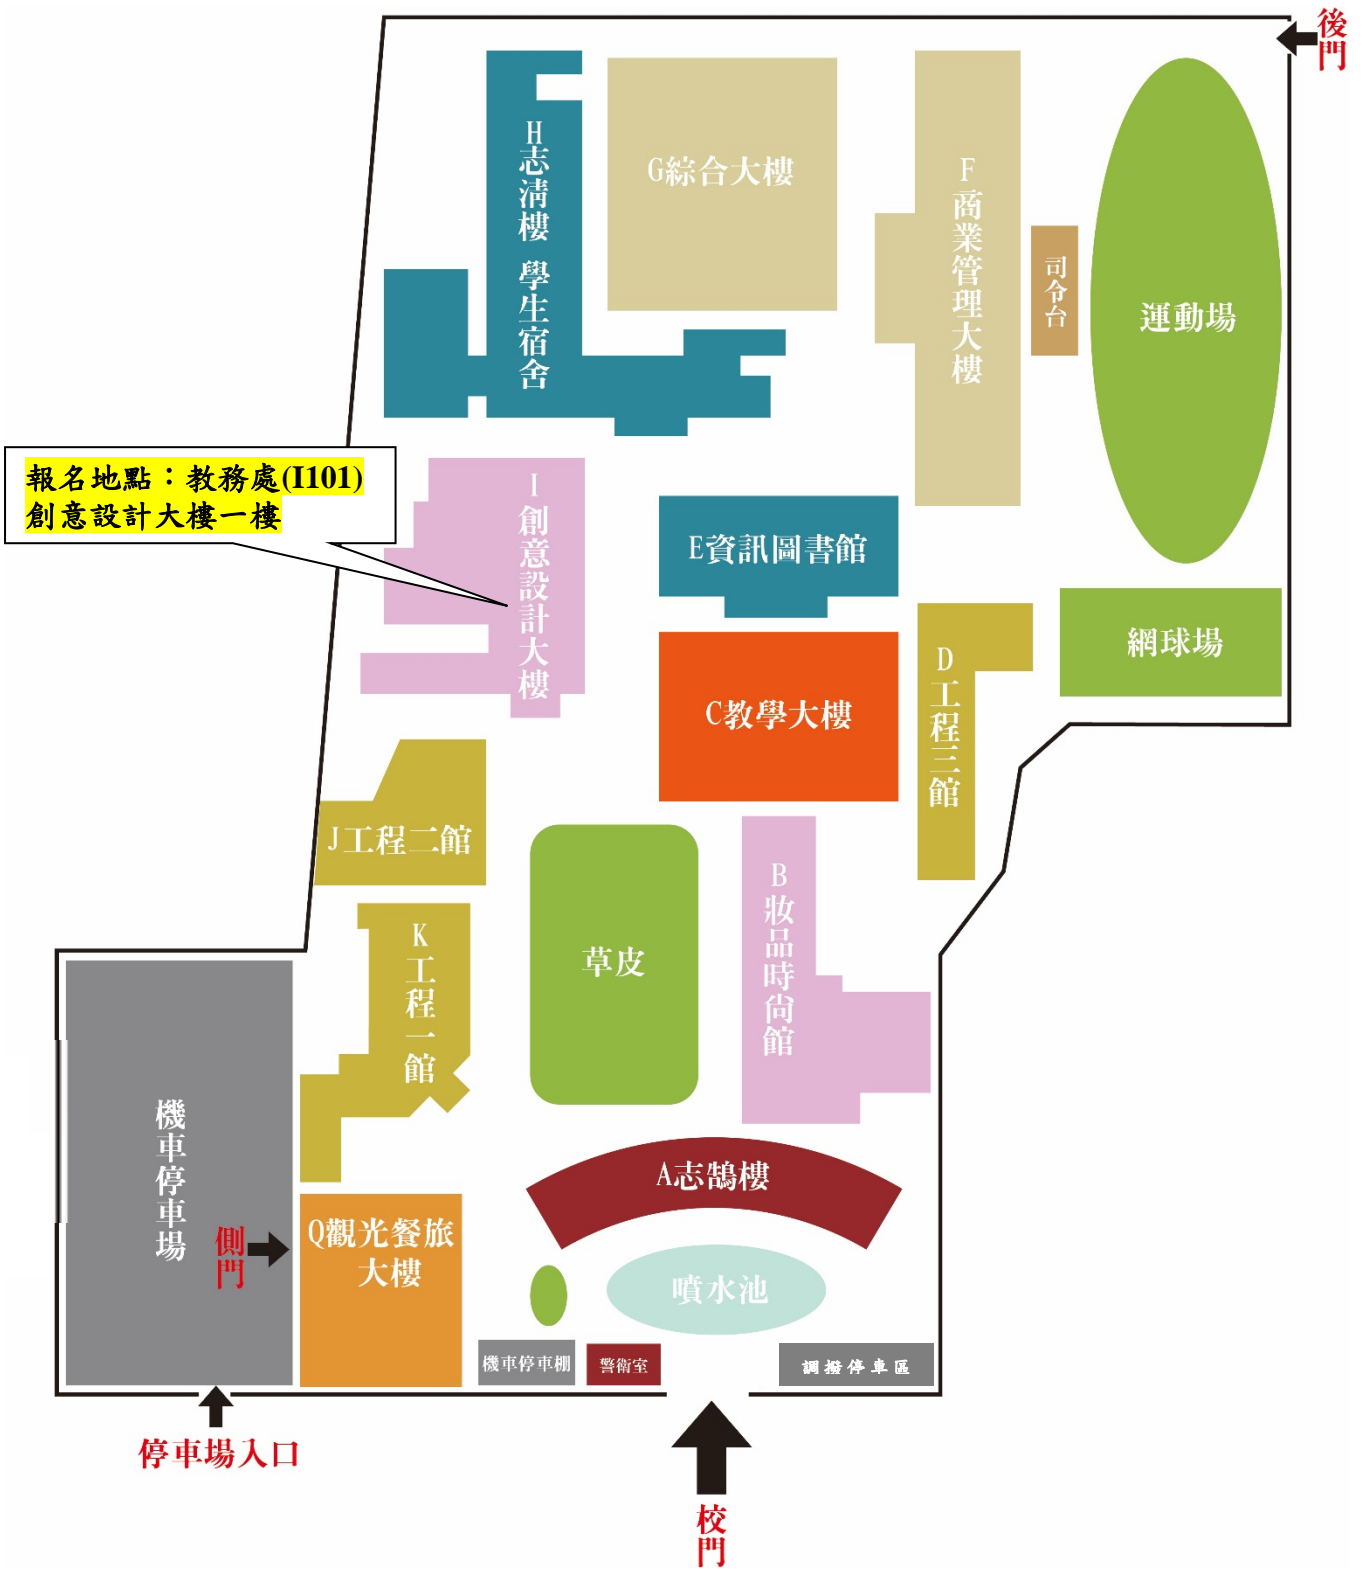 後門
H志清樓 學生宿舍
G綜合大樓
F商業管理大樓
司令台
運動場
報名地點：教務處(I101)
創意設計大樓一樓
I創意設計大樓
E資訊圖書館
網球場
D工程三館
C教學大樓
J工程二館
B妝品時尚館
K工程一館
草皮
機車停車場
側門
A志鵠樓
Q觀光餐旅
大樓
噴水池
機車停車棚
警衛室
調撥停車區
停車場入口
校門